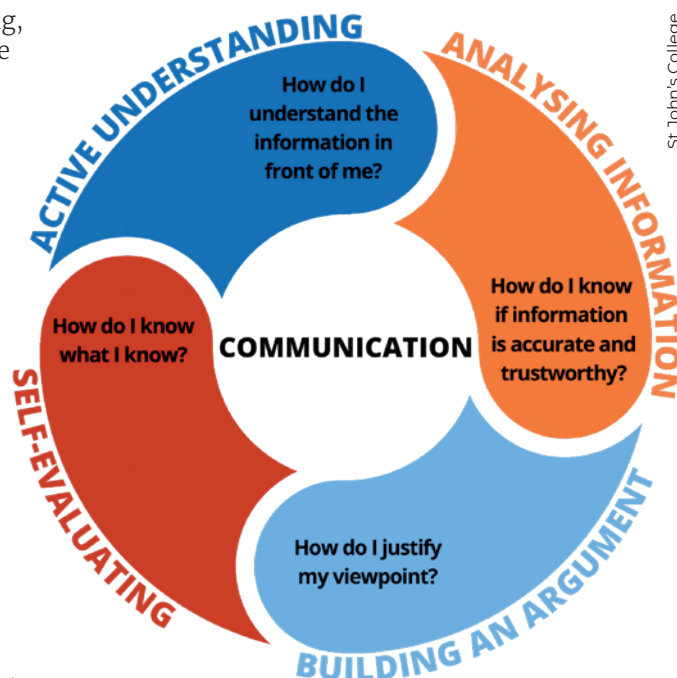 g,
e
St John's College
ACTIVE UNDERSTANDING
How do I
understand the
information in
front of me?
ANALYSING INFORMATION
How do I know
if information
is accurate and
trustworthy?
How do I know
what I know?
COMMUNICATION
SELF-EVALUATING
How do I justify
my viewpoint?
BUILDING AN ARGUMENT